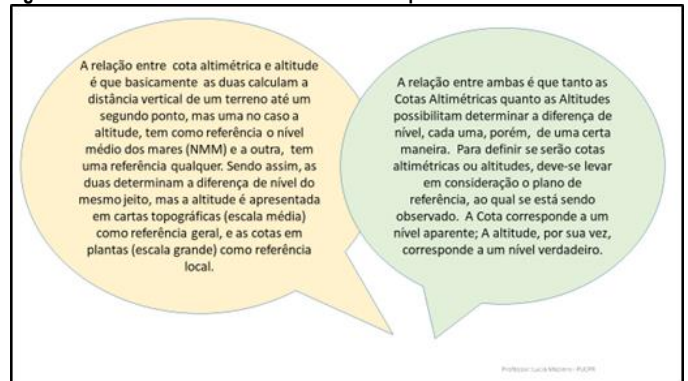 A relação entre cota altimétrica e altitude
é que basicamente as duas calculam a
distância vertical de um terreno até um
segundo ponto, mas uma no caso a
altitude, tem como referência o nível
médio dos mares (NMM) e a outra, tem
uma referência qualquer. Sendo assim, as
duas determinam a diferença de nível do
mesmo jeito, mas a altitude é apresentada
em cartas topográficas (escala média)
como referência geral, e as cotas em
plantas (escala grande) como referência
local.
A relação entre ambas é que tanto as
Cotas Altimétricas quanto as Altitudes
possibilitam determinar a diferença de
nível, cada uma, porém, de uma certa
maneira. Para definir se serão cotas
altimétricas ou altitudes, deve-se levar
em consideração o plano de
referência, ao qual se está sendo
observado. A Cota corresponde a um
nível aparente; A altitude, por sua vez,
corresponde a um nível verdadeiro.